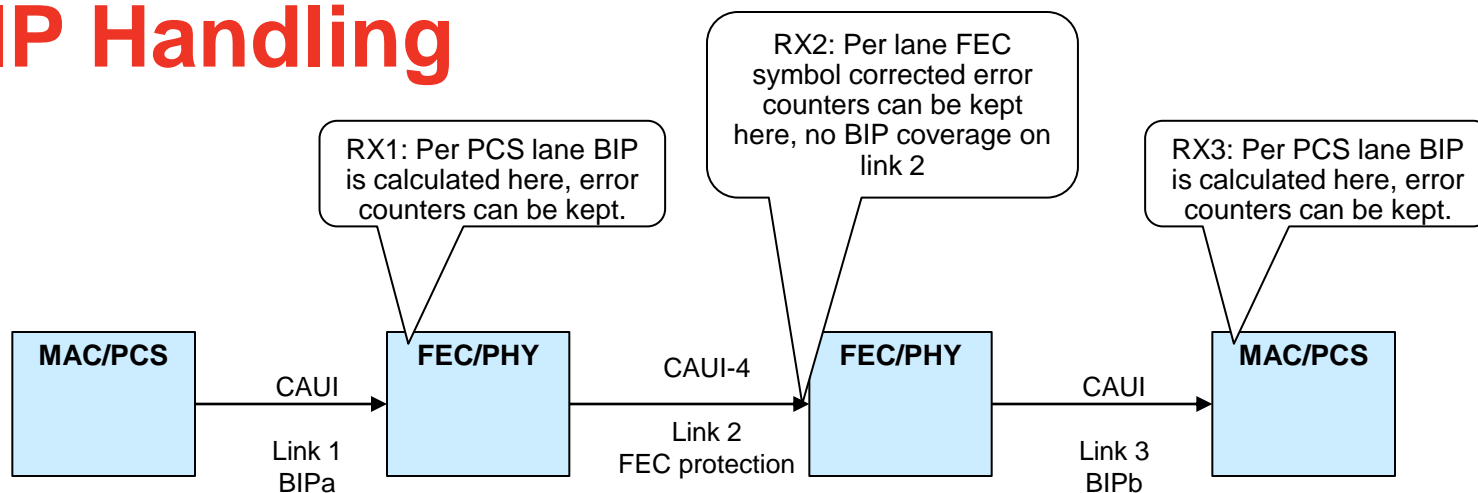 IP Handling
RX2: Per lane FEC
symbol corrected error
counters can be kept
here, no BIP coverage on
link 2
RX1: Per PCS lane BIP
is calculated here, error
counters can be kept.
RX3: Per PCS lane BIP
is calculated here, error
counters can be kept.
MAC/PCS
CAUI
Link 1
BIPa
FEC/PHY
CAUI-4
Link 2
FEC protection
FEC/PHY
CAUI
Link 3
BIPb
MAC/PCS